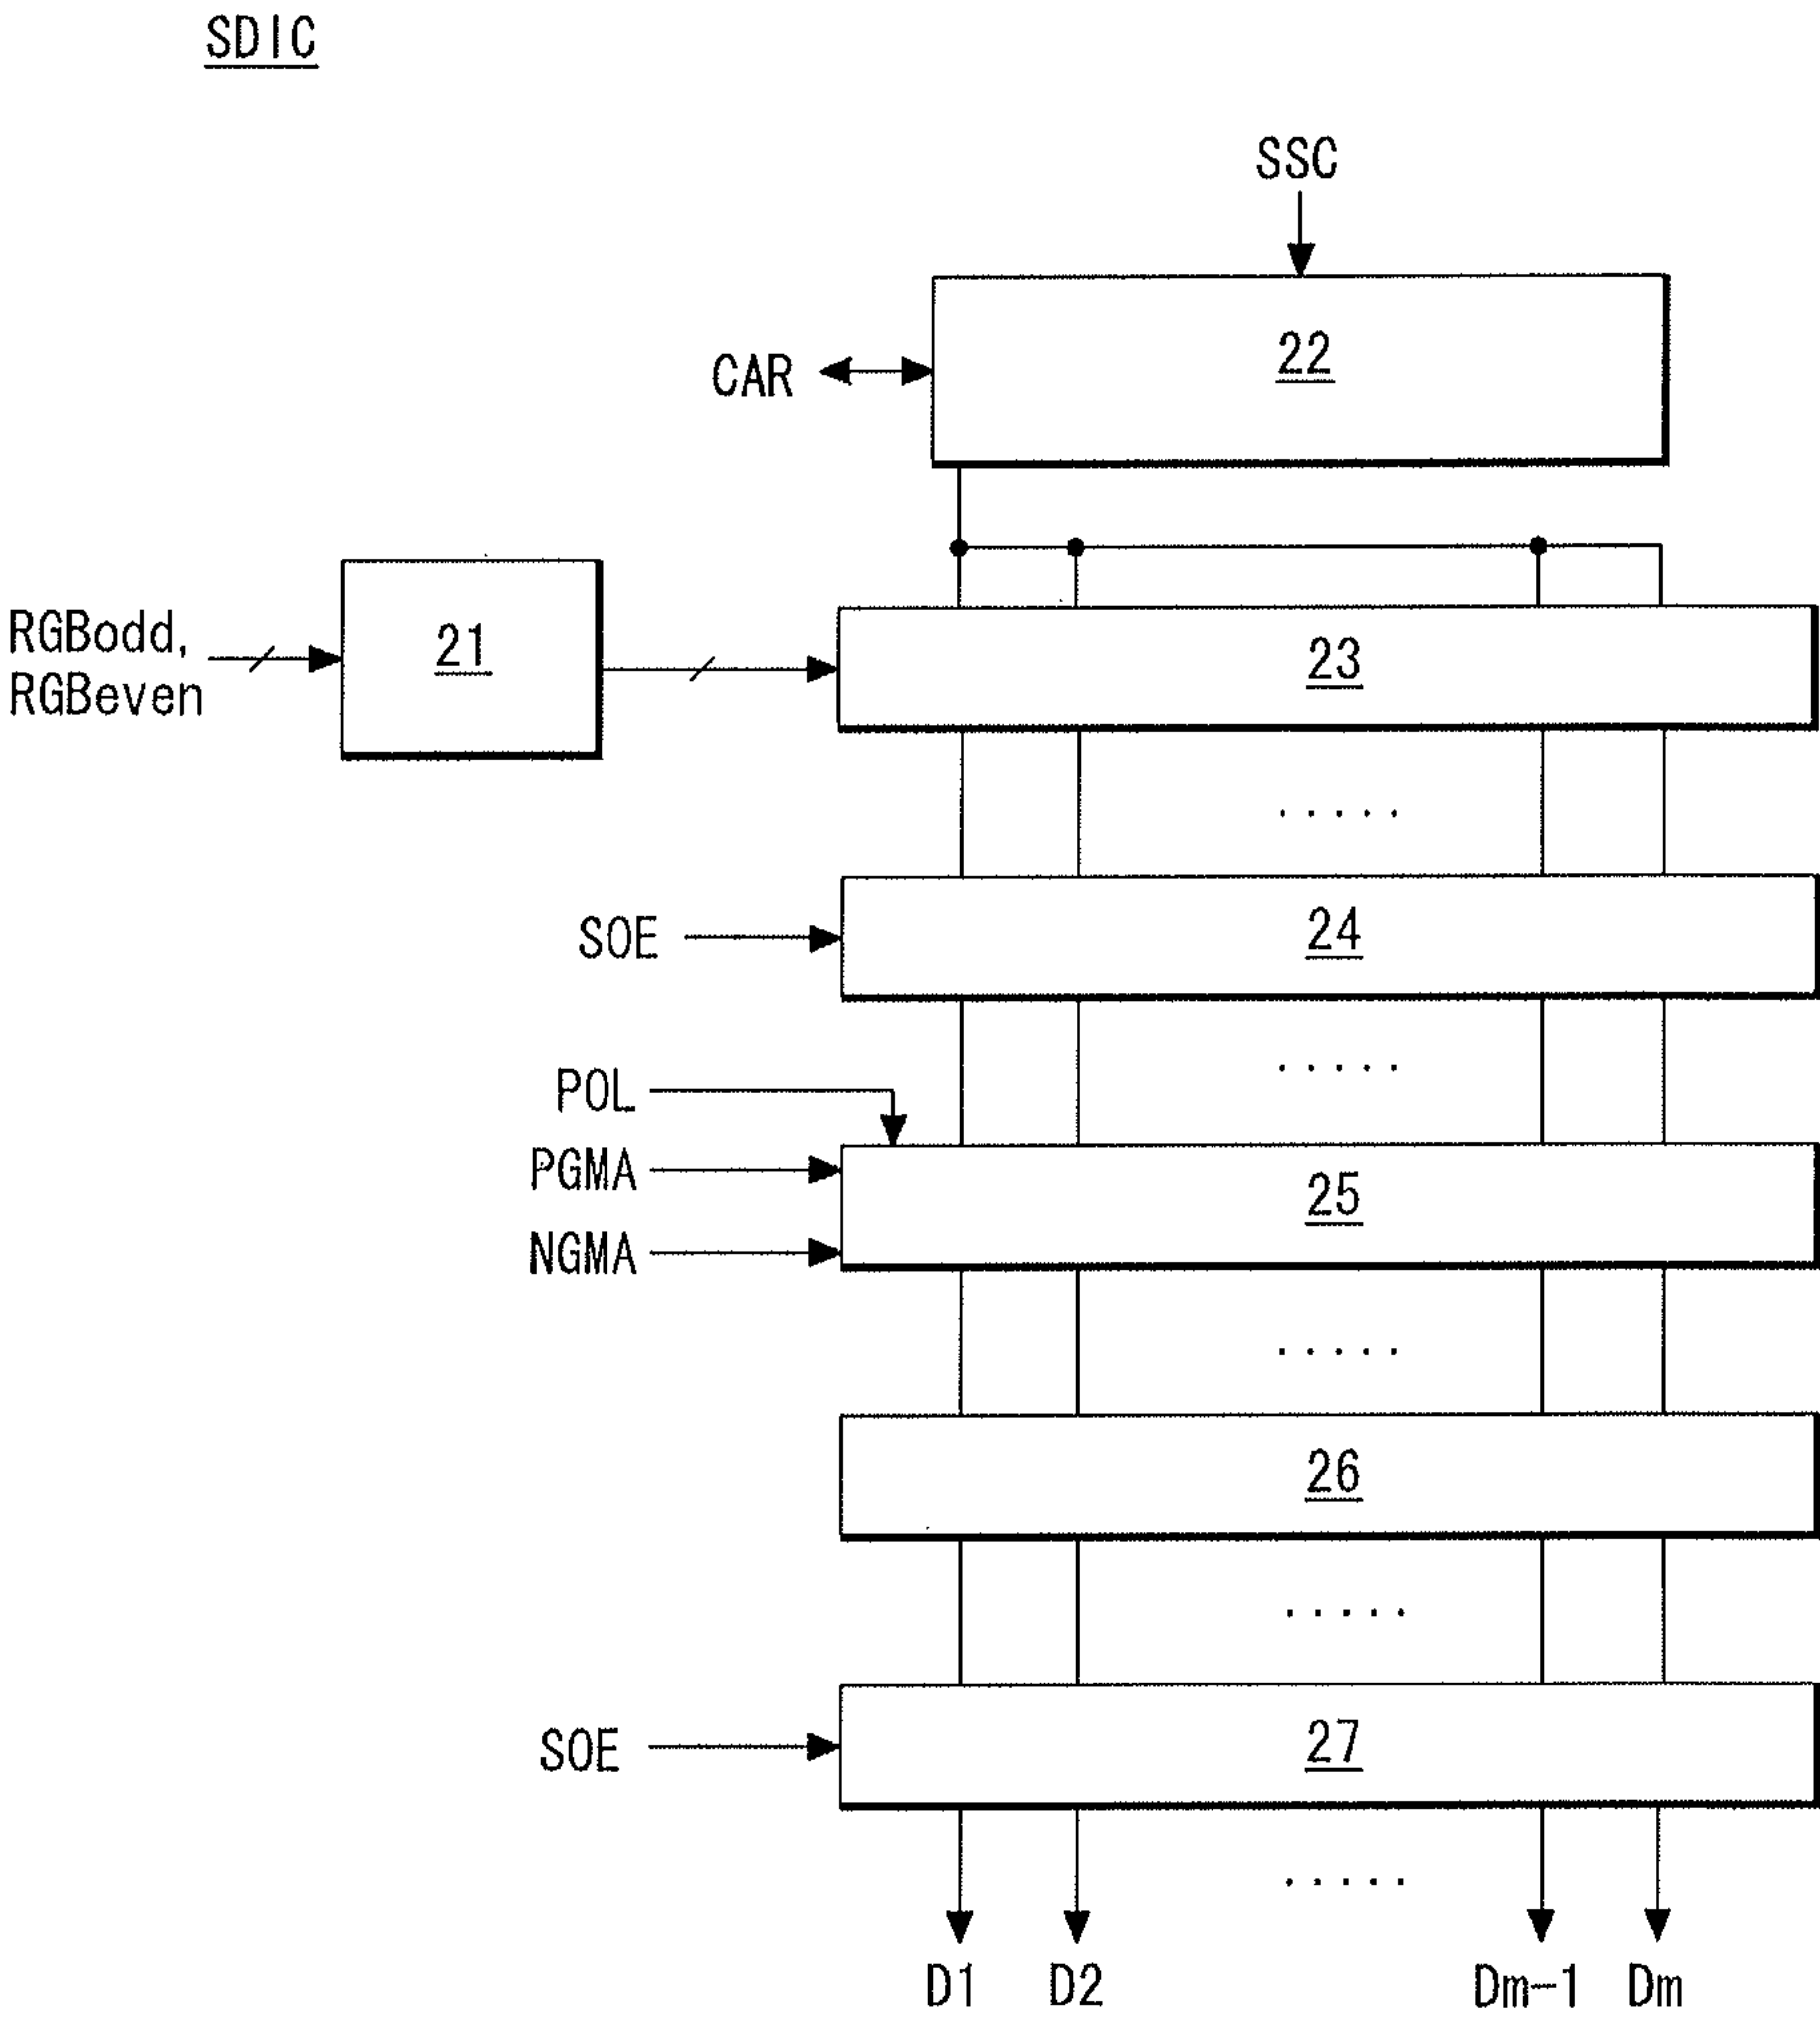 SDIC
SSC
22
CAR
RGBodd,
RGBeven
21
23
SOE
24
POL
PGMA
NGMA
25
26
SOE
27
D1 D2 Dm-1 Dm